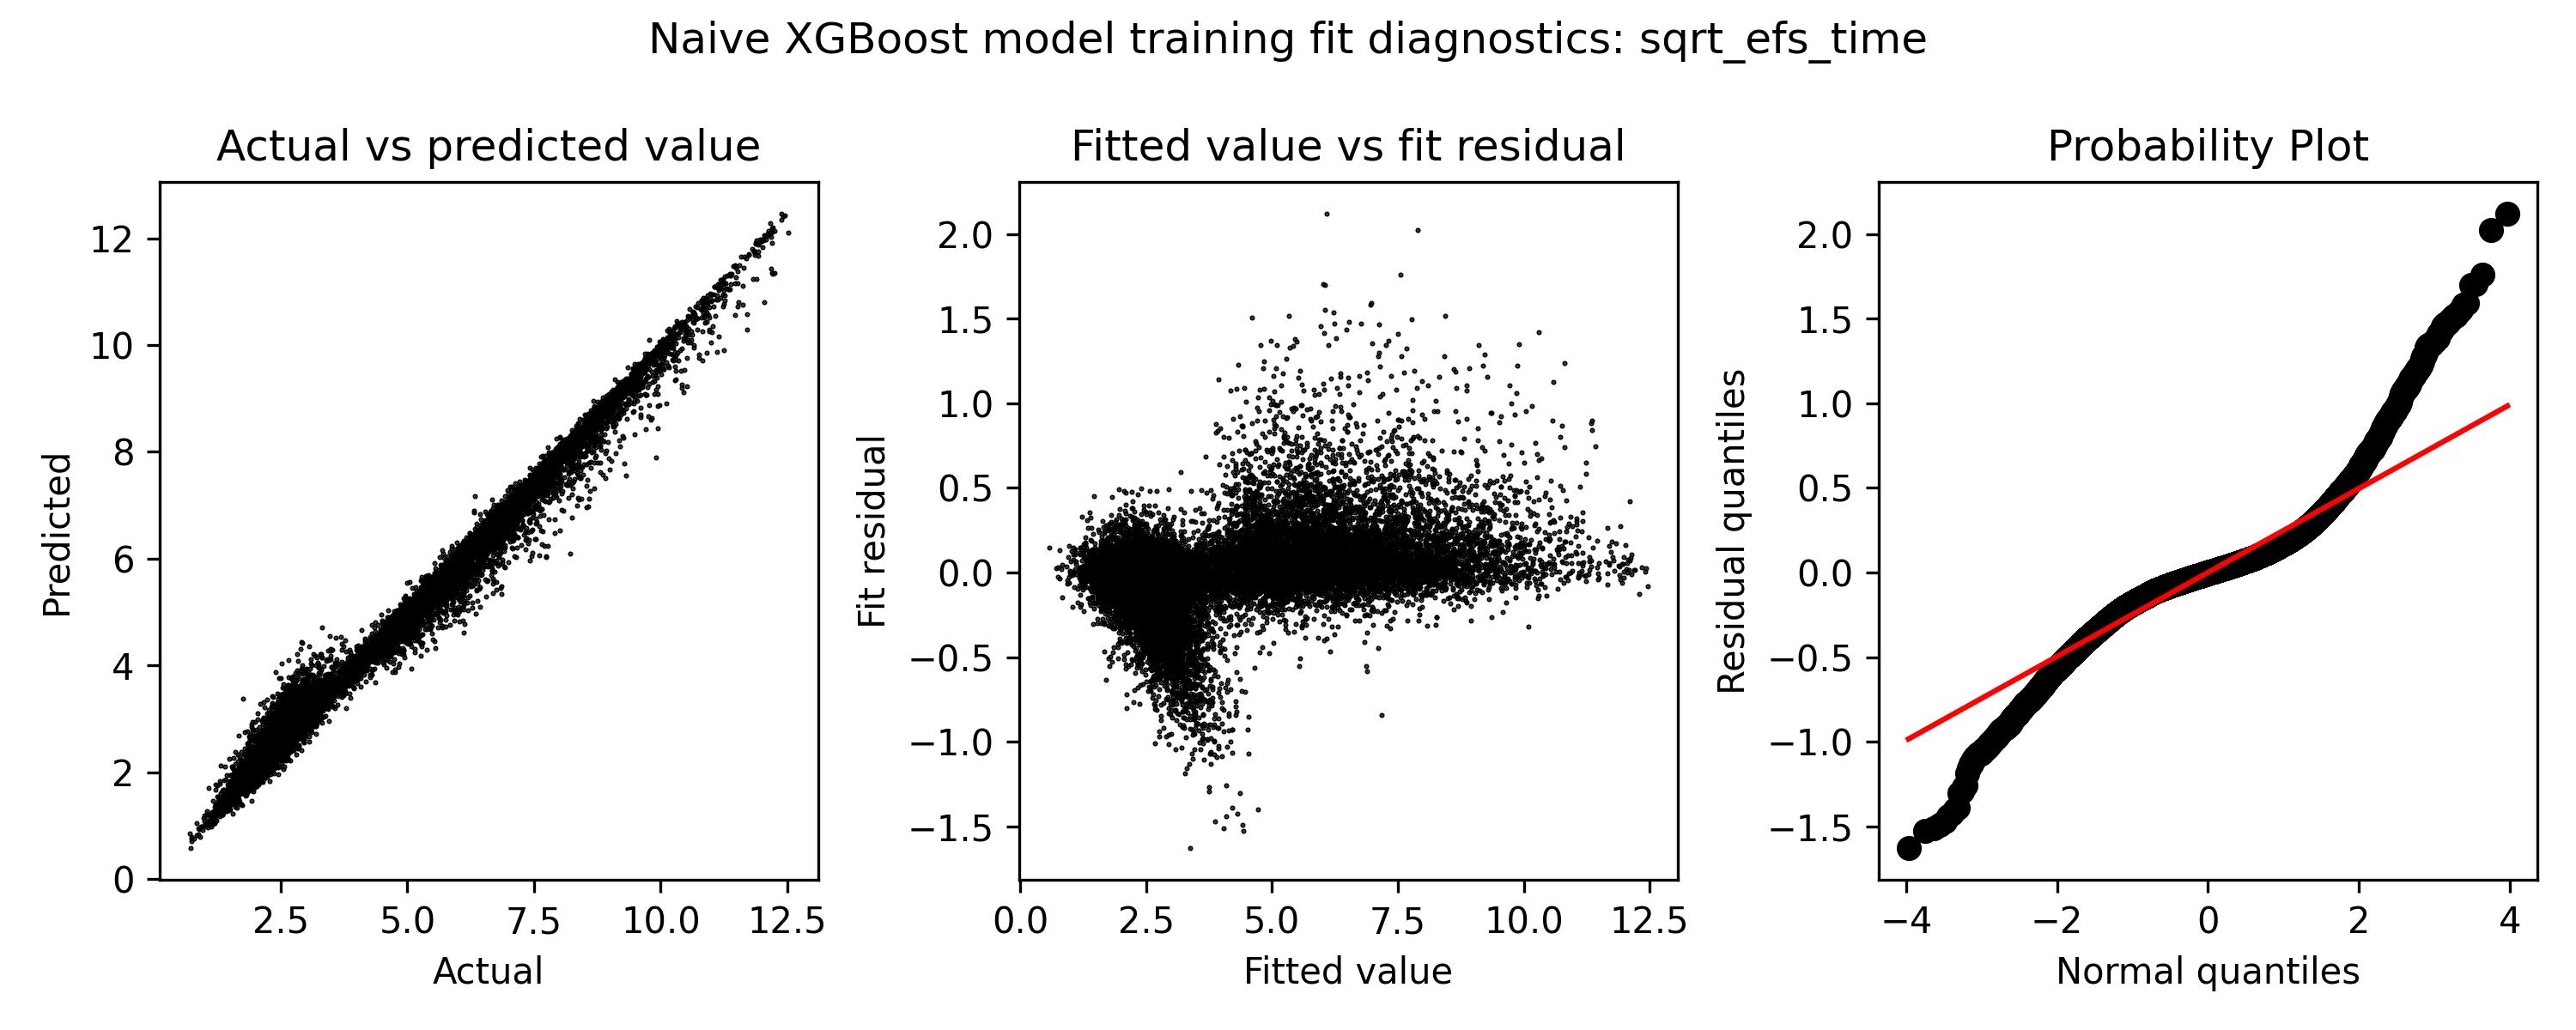 Naive XGBoost model training fit diagnostics: sqrt_efs_time
Actual vs predicted value
12
10
8
6
4
2
0
2.5 5.0 7.5 10.0 12.5
Predicted
Actual
Fitted value vs fit residual
2.0
1.5
1.0
0.5
0.0
−0.5
−1.0
−1.5
0.0 2.5 5.0 7.5 10.0 12.5
Fit residual
Fitted value
Probability Plot
2.0
1.5
1.0
0.5
0.0
−0.5
−1.0
−1.5
−4 −2 0 2 4
Residual quantiles
Normal quantiles